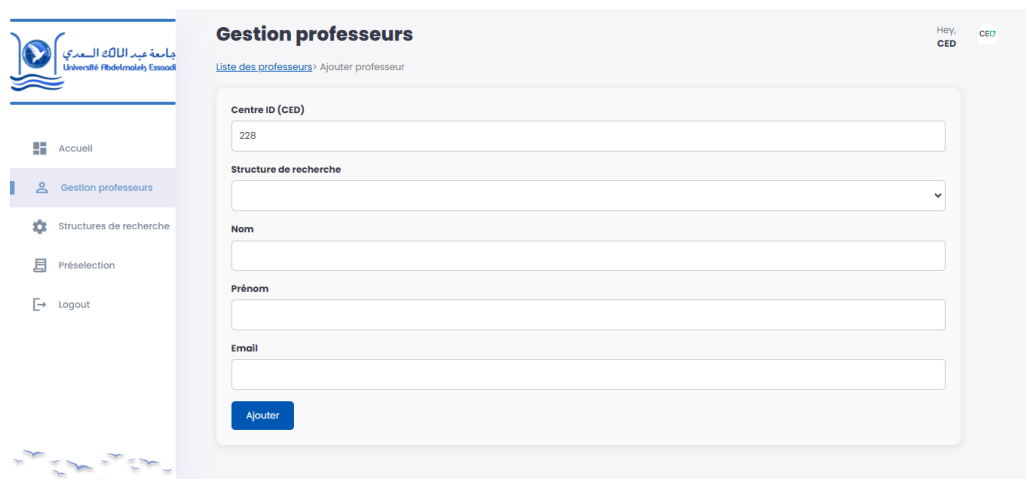 جامعة عبد المالك السعدي
Université Abdelmalek Essaadi
Accueil
Gestion professeurs
Structures de recherche
Préselection
Logout
Gestion professeurs
Hey,
CED
CED
Liste des professeurs> Ajouter professeur
Centre ID (CED)
228
Structure de recherche
Nom
Prénom
Email
Ajouter